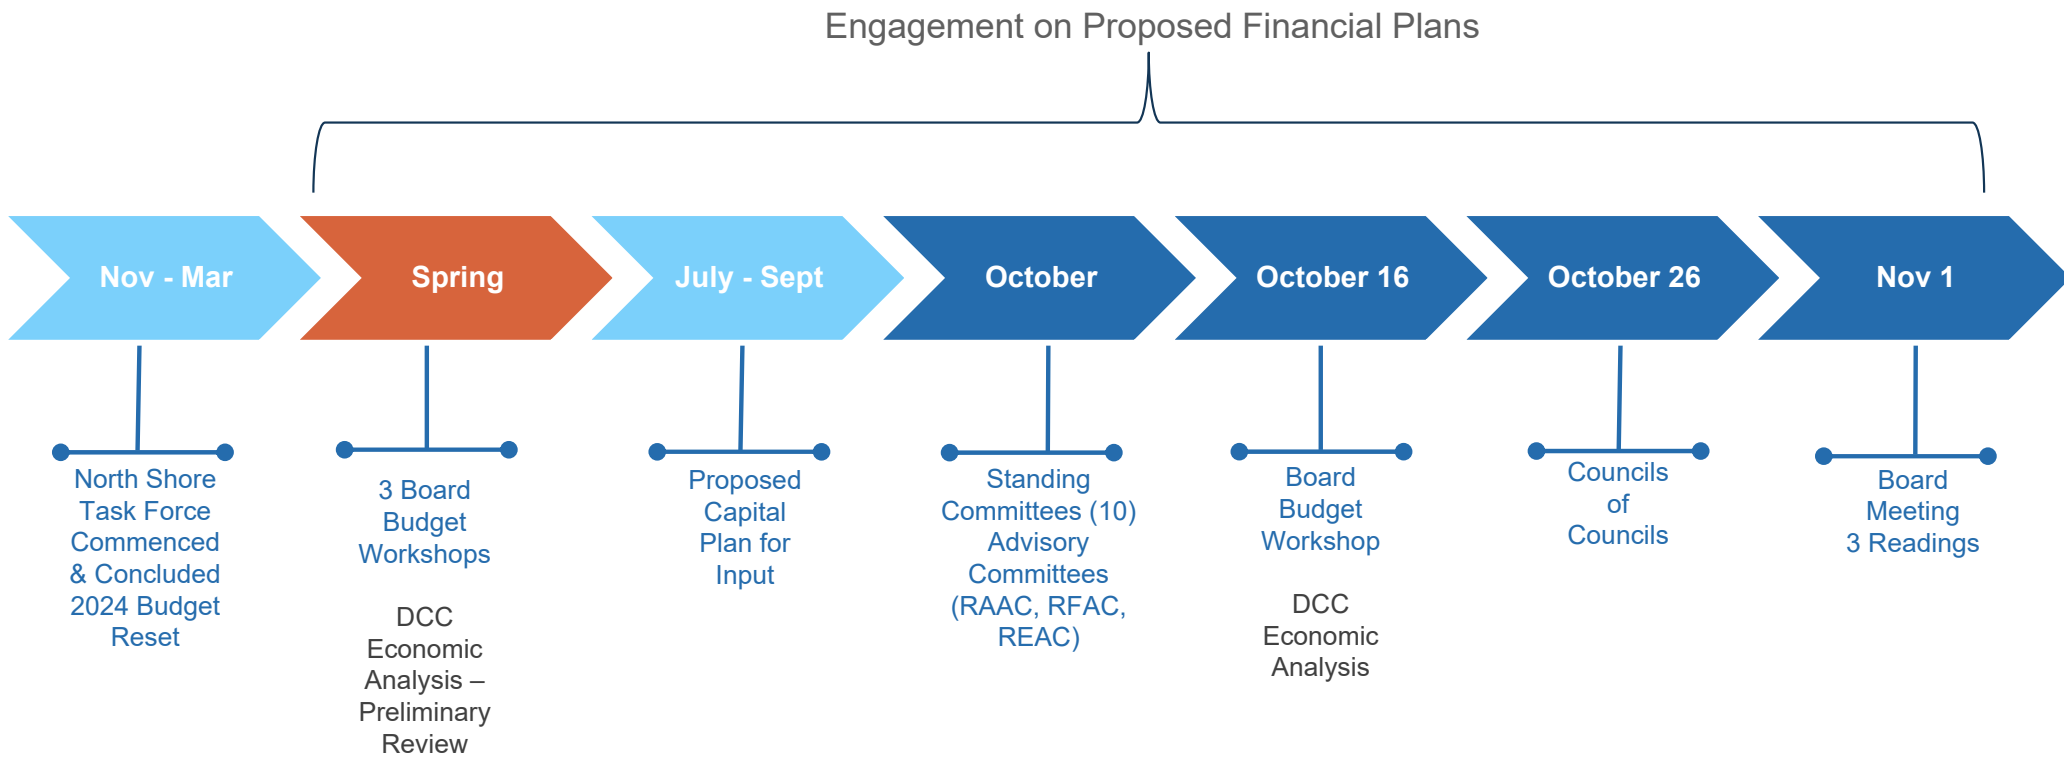 Engagement on Proposed Financial Plans
Nov - Mar
Spring
July - Sept
October
October 16
October 26
Nov 1
North Shore
Task Force
Commenced
& Concluded
2024 Budget
Reset
3 Board
Budget
Workshops
DCC
Economic
Analysis –
Preliminary
Review
Proposed
Capital
Plan for
Input
Standing
Committees (10)
Advisory
Committees
(RAAC, RFAC,
REAC)
Board
Budget
Workshop
DCC
Economic
Analysis
Councils
of
Councils
Board
Meeting
3 Readings